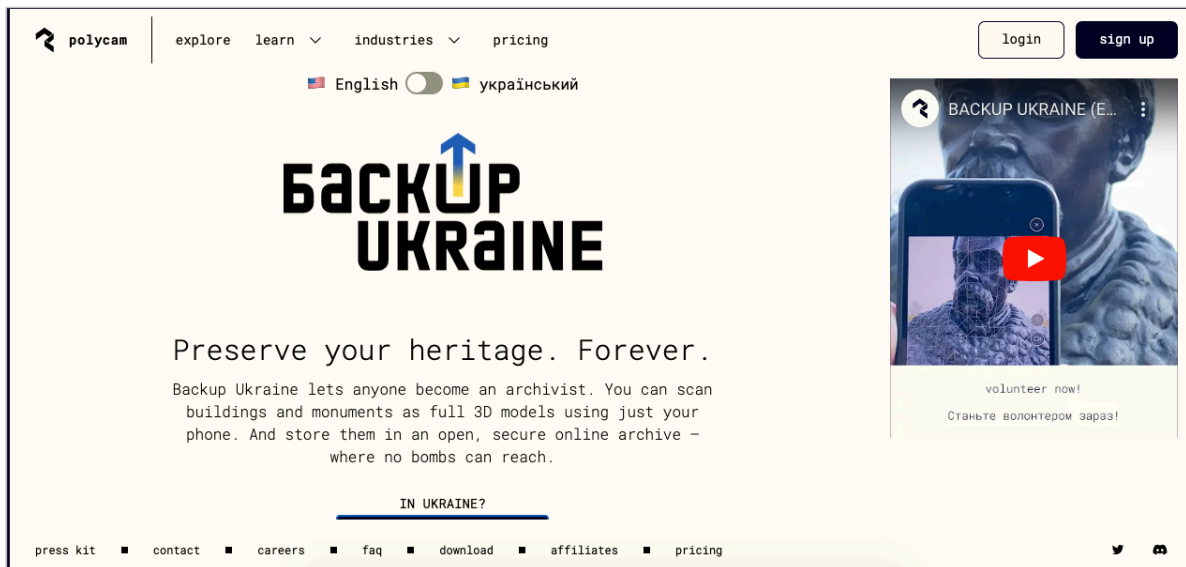 polycam
explore learn industries pricing
login sign up
English український
БaCKUP
UKRaINE
Preserve your heritage. Forever.
Backup Ukraine lets anyone become an archivist. You can scan
buildings and monuments as full 3D models using just your
phone. And store them in an open, secure online archive –
where no bombs can reach.
IN UKRAINE?
BACKUP UKRAINE (E...
volunteer now!
Станьте волонтером зараз!
press kit ■ contact ■ careers ■ faq ■ download ■ affiliates ■ pricing